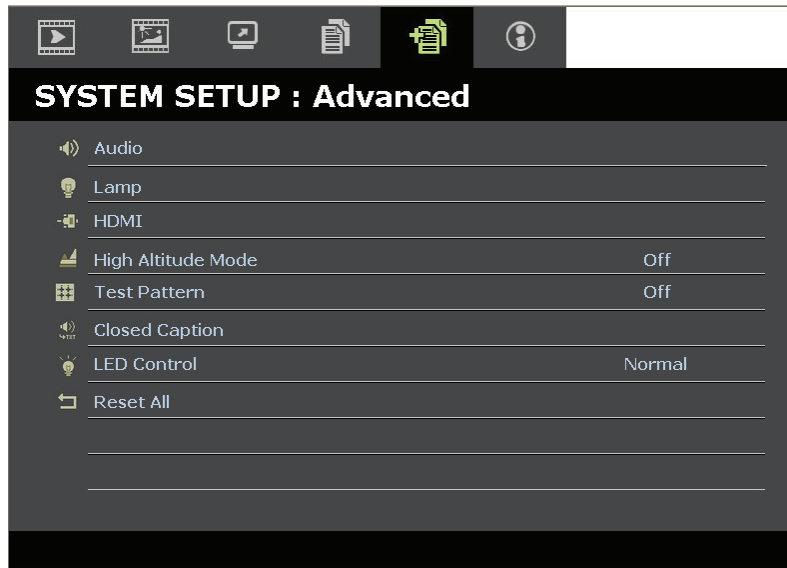 SYSTEM SETUP : Advanced
Audio
Lamp
HDMI
High Altitude Mode Off
Test Pattern Off
Closed Caption
LED Control Normal
Reset All